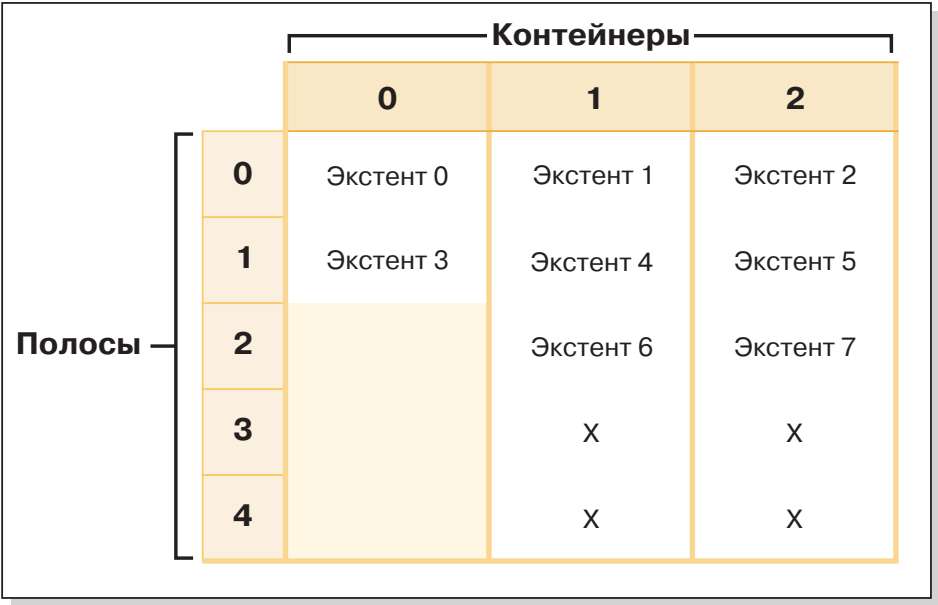 Контейнеры
0 1 2
0 Экстент 0 Экстент 1 Экстент 2
1 Экстент 3 Экстент 4 Экстент 5
Полосы 2 Экстент 6 Экстент 7
3 X X
4 X X